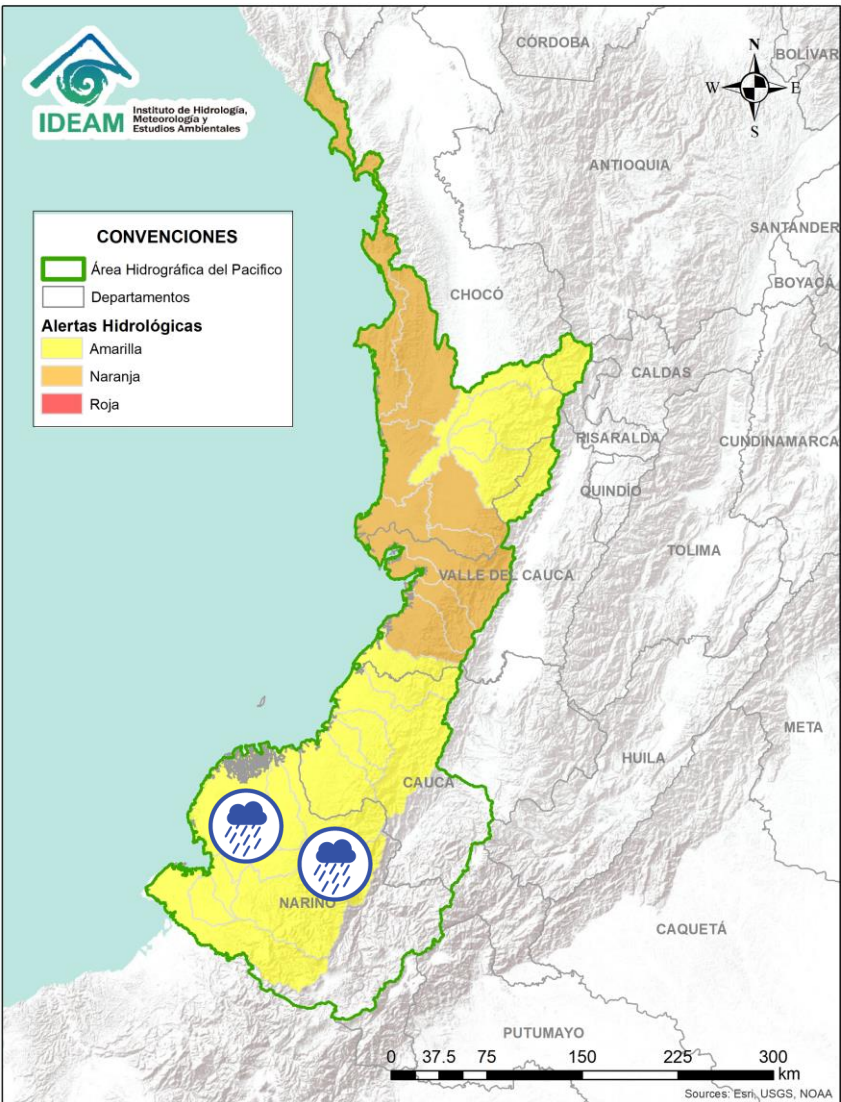 IDEAM
Instituto de Hidrología,
Meteorología y
Estudios Ambientales
N
W
E
S
CÓRDOBA
BOLIVAR
ANTIOQUIA
SANTANDER
BOYACÁ
CONVENCIONES
Área Hidrográfica del Pacifico
Departamentos
Alertas Hidrológicas
Amarilla
Naranja
Roja
CHOCÓ
CALDAS
RISARALDA
CUNDINAMARCA
QUINDÍO
TOLIMA
VALLE DEL CAUCA
META
HUILA
CAUCA
NARIÑO
CAQUETÁ
PUTUMAYO
0 37.5 75 150 225 300
km
Sources: Esri, USGS, NOAA